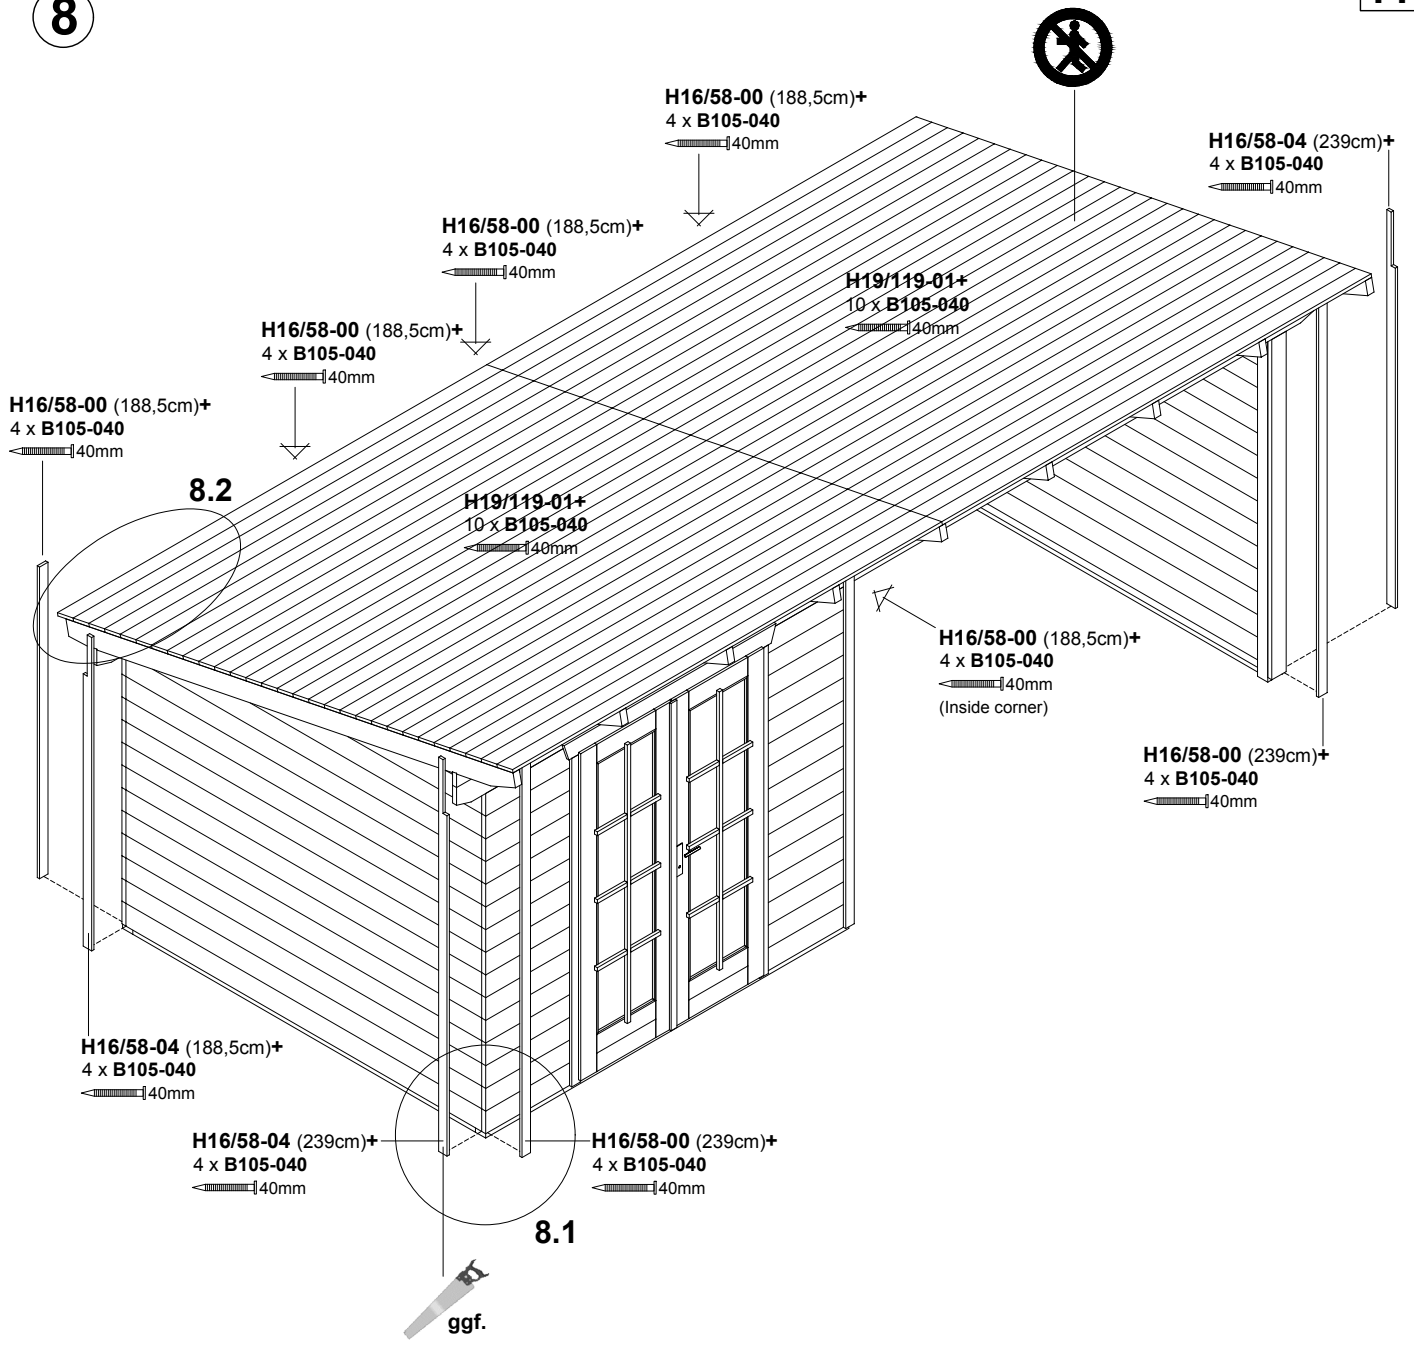 8
H16/58-00 (188,5cm)+
4 x B105-040
40mm
H16/58-04 (239cm)+
4 x B105-040
40mm
H16/58-00 (188,5cm)+
4 x B105-040
40mm
H19/119-01+
10 x B105-040
40mm
H16/58-00 (188,5cm)+
4 x B105-040
40mm
H16/58-00 (188,5cm)+
4 x B105-040
40mm
8.2
H19/119-01+
10 x B105-040
40mm
H16/58-00 (188,5cm)+
4 x B105-040
40mm
(Inside corner)
H16/58-00 (239cm)+
4 x B105-040
40mm
H16/58-04 (188,5cm)+
4 x B105-040
40mm
H16/58-04 (239cm)+
4 x B105-040
40mm
H16/58-00 (239cm)+
4 x B105-040
40mm
8.1
ggf.